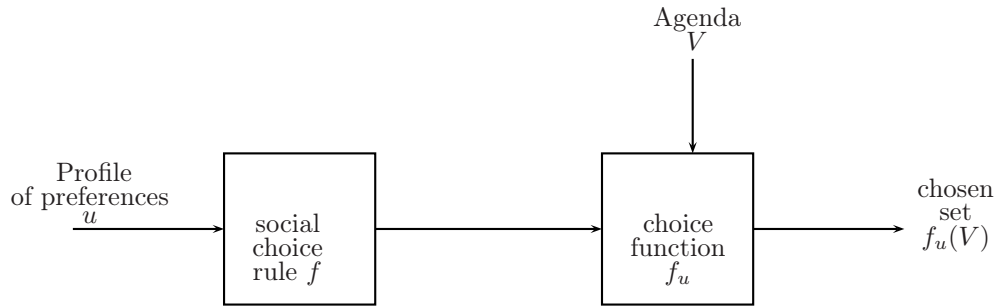 Agenda
V
Profile
of preferences
u
social
choice
rule f
choice
function
f_u
chosen
set
f_u(V)